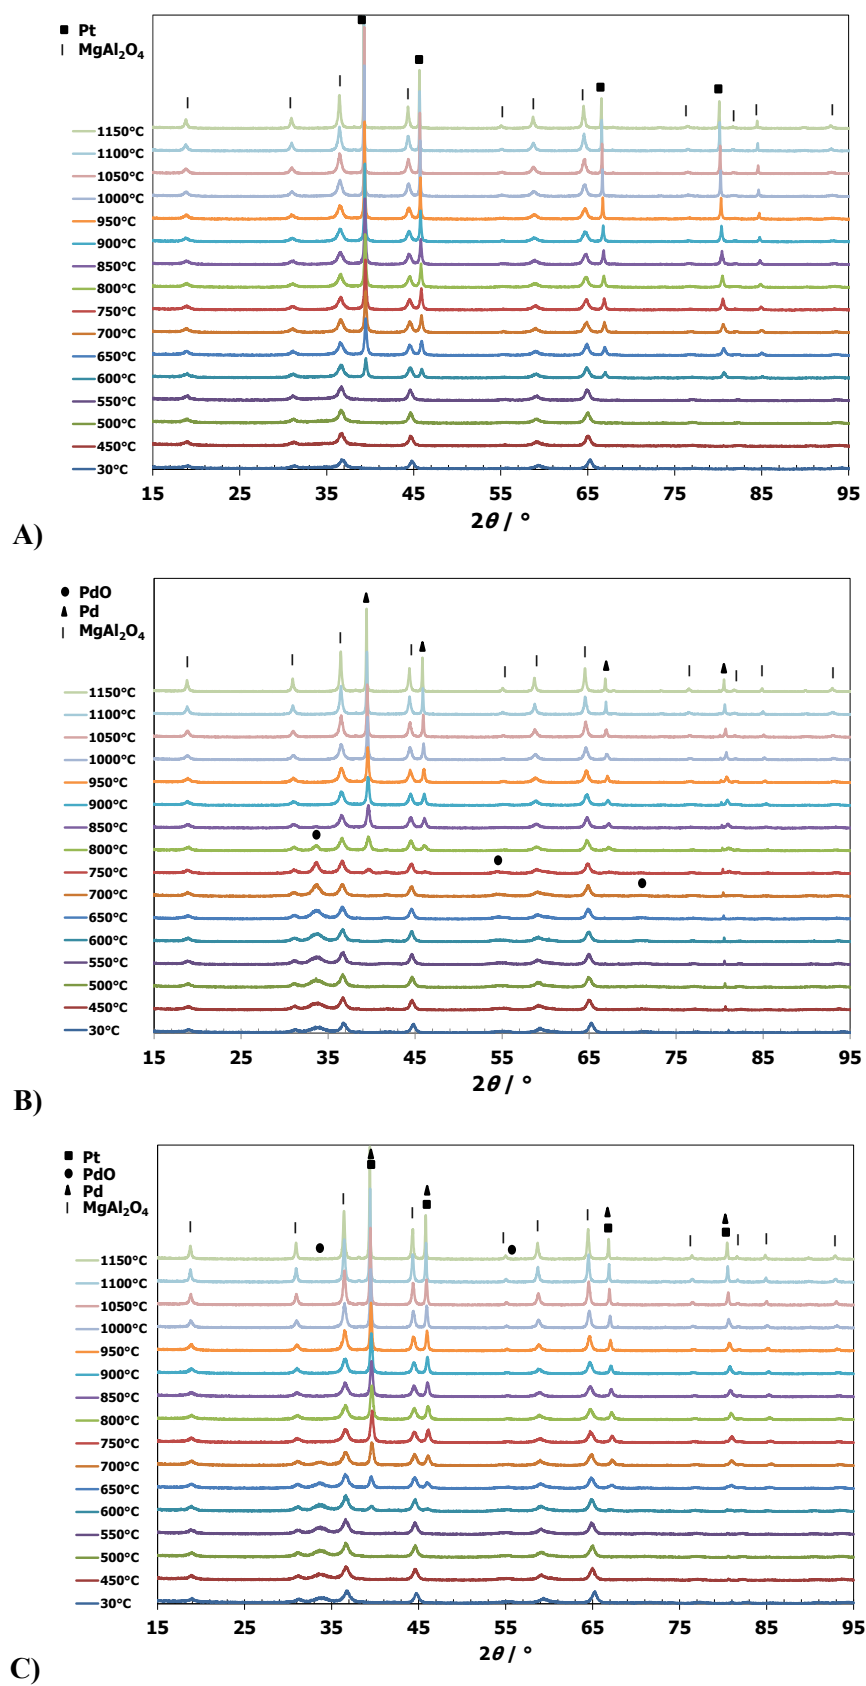 Pt
MgAl₂O₄
1150°C
1100°C
1050°C
1000°C
950°C
900°C
850°C
800°C
750°C
700°C
650°C
600°C
550°C
500°C
450°C
30°C
15 25 35 45 55 65 75 85 95
2θ / °
A)
PdO
Pd
MgAl₂O₄
1150°C
1100°C
1050°C
1000°C
950°C
900°C
850°C
800°C
750°C
700°C
650°C
600°C
550°C
500°C
450°C
30°C
15 25 35 45 55 65 75 85 95
2θ / °
B)
Pt
PdO
Pd
MgAl₂O₄
1150°C
1100°C
1050°C
1000°C
950°C
900°C
850°C
800°C
750°C
700°C
650°C
600°C
550°C
500°C
450°C
30°C
15 25 35 45 55 65 75 85 95
2θ / °
C)